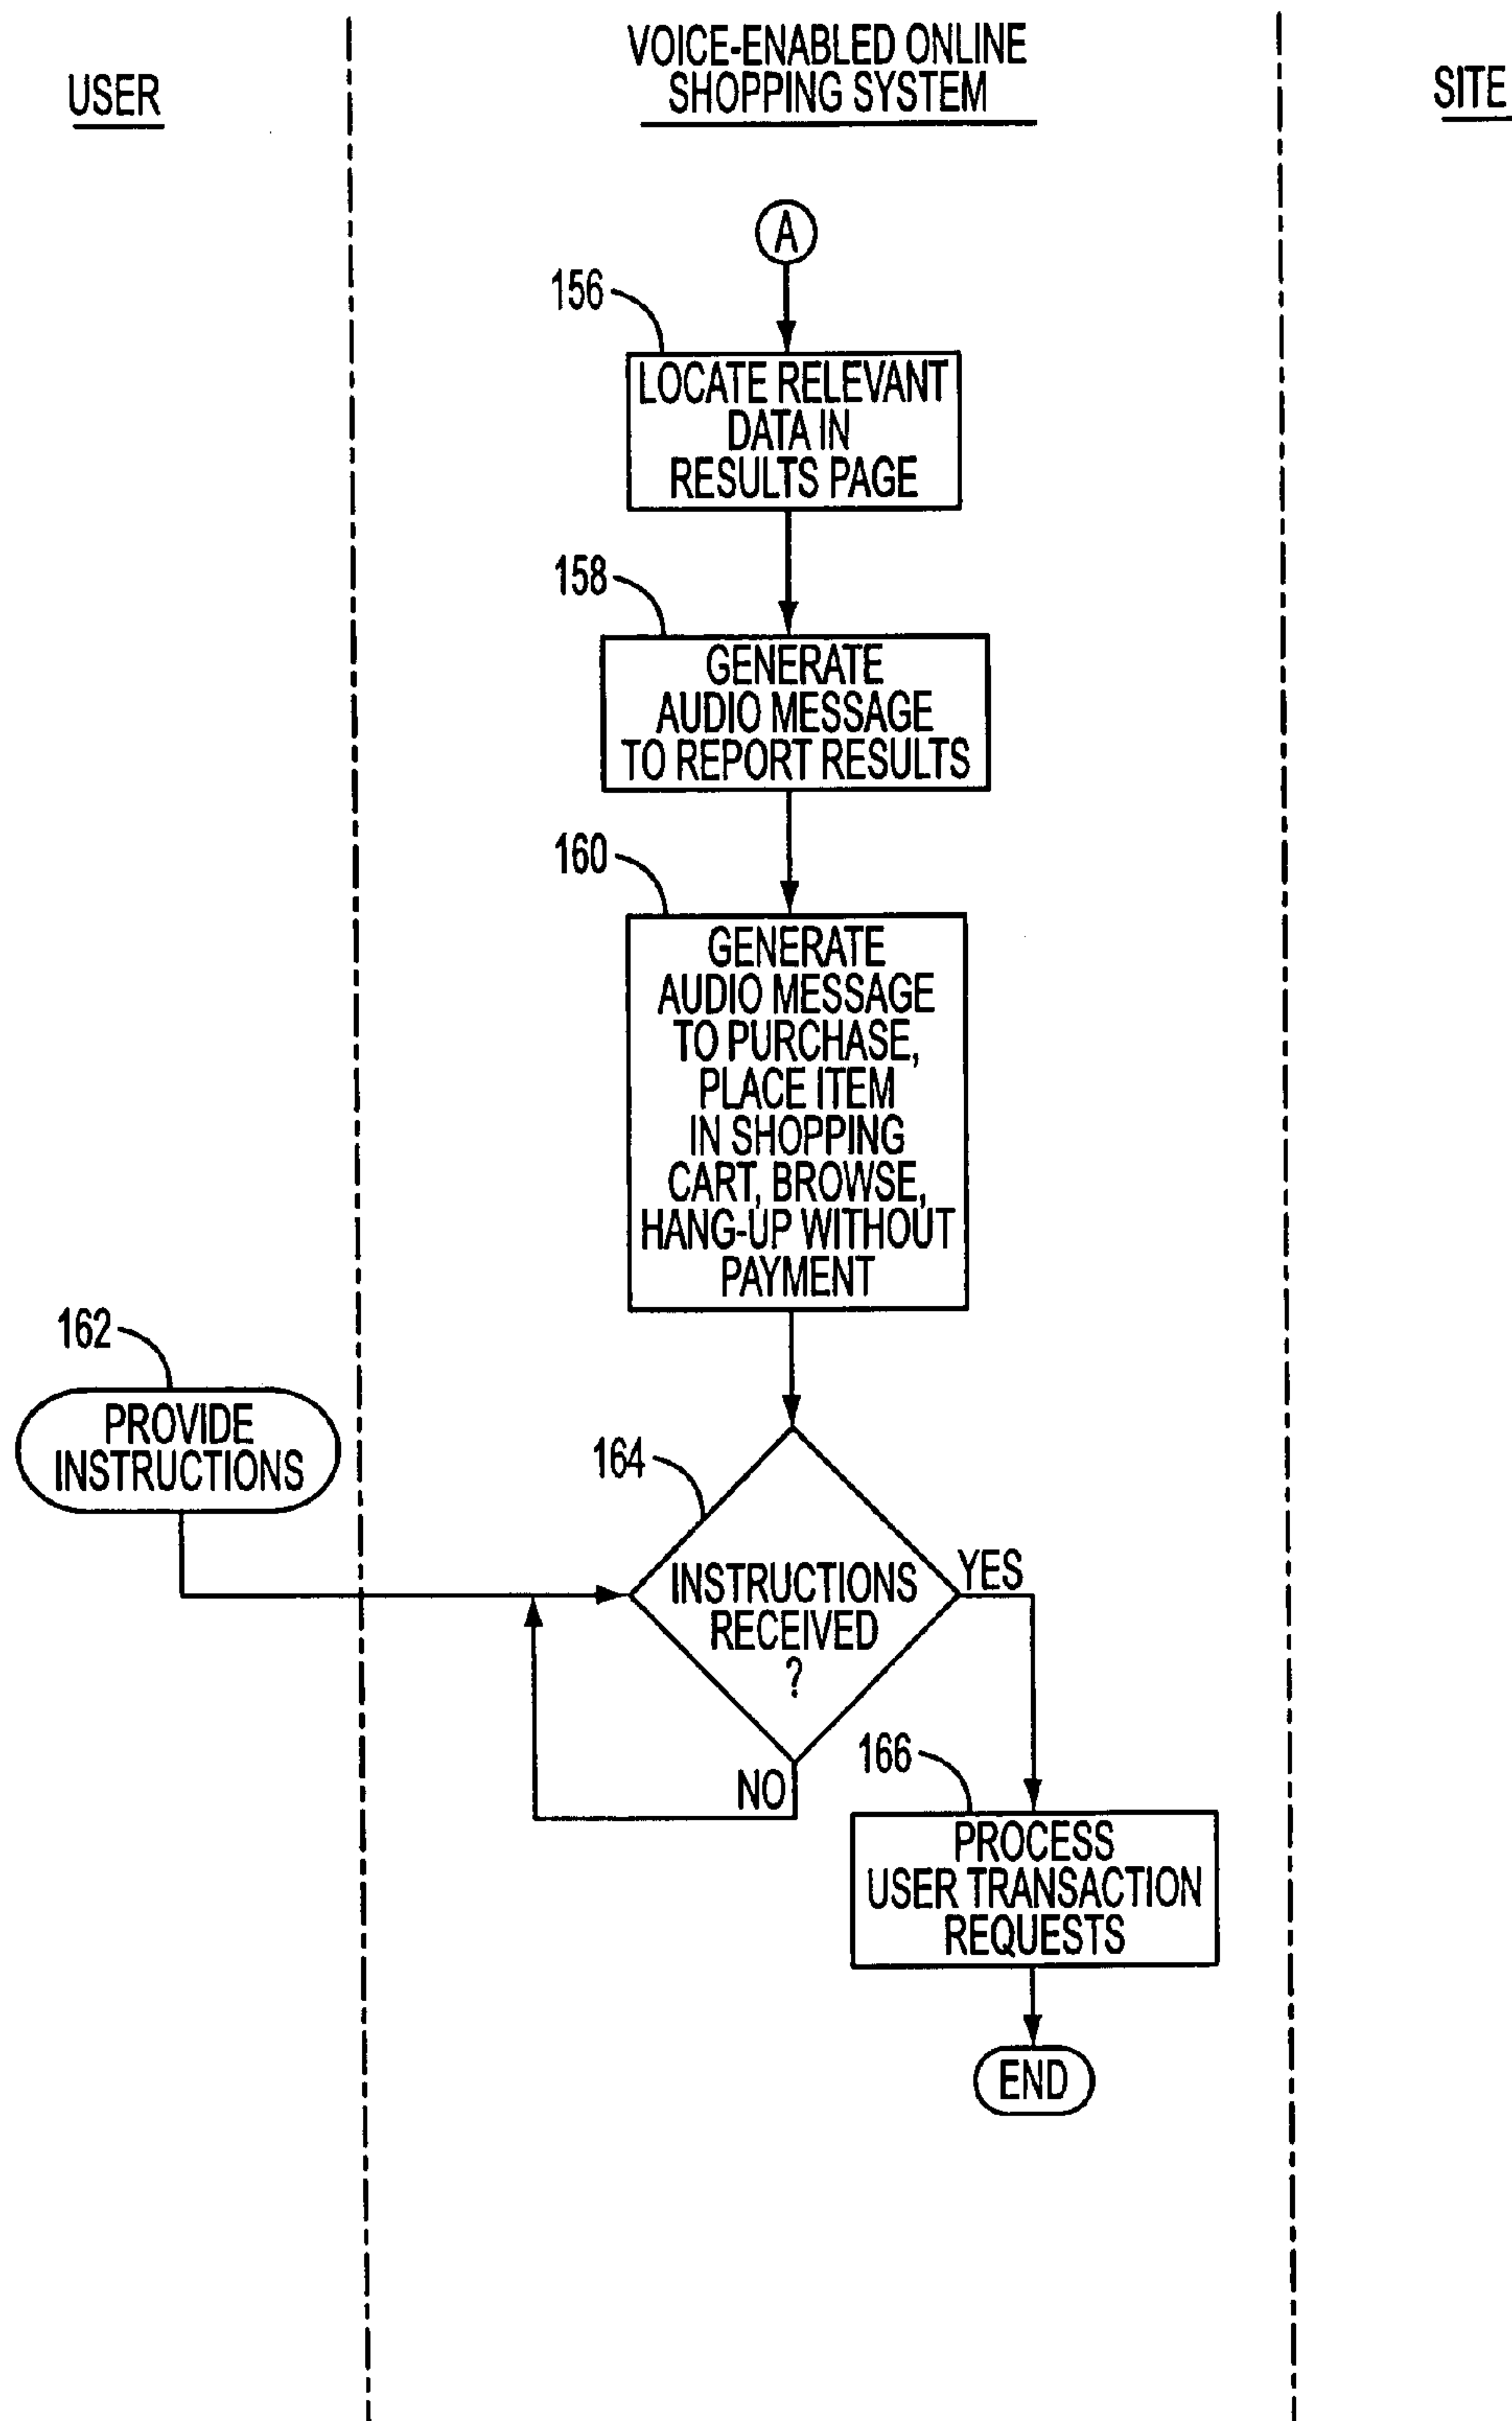 USER
VOICE-ENABLED ONLINE
SHOPPING SYSTEM
SITE
A
156
LOCATE RELEVANT
DATA IN
RESULTS PAGE
158
GENERATE
AUDIO MESSAGE
TO REPORT RESULTS
160
GENERATE
AUDIO MESSAGE
TO PURCHASE,
PLACE ITEM
IN SHOPPING
CART, BROWSE,
HANG-UP WITHOUT
PAYMENT
162
PROVIDE
INSTRUCTIONS
164
INSTRUCTIONS
RECEIVED
?
YES
NO
166
PROCESS
USER TRANSACTION
REQUESTS
END